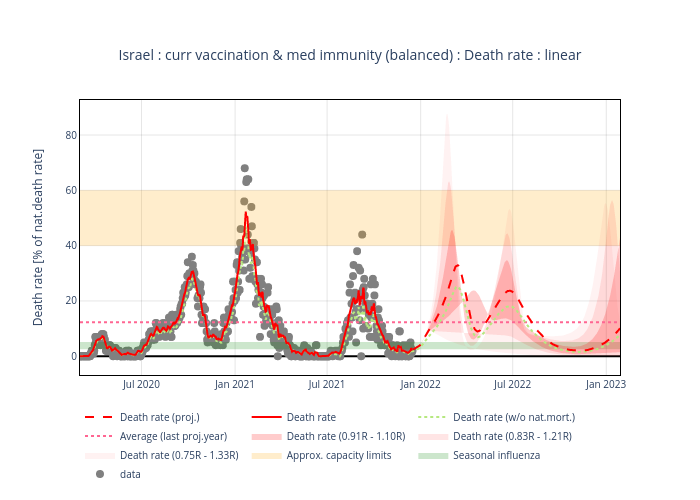 Israel : curr vaccination & med immunity (balanced) : Death rate : linear
Death rate [% of nat.death rate]
80
60
40
20
0
Jul 2020 Jan 2021 Jul 2021 Jan 2022 Jul 2022 Jan 2023
Death rate (proj.) Death rate Death rate (w/o nat.mort.)
Average (last proj.year) Death rate (0.91R - 1.10R) Death rate (0.83R - 1.21R)
Death rate (0.75R - 1.33R) Approx. capacity limits Seasonal influenza
data